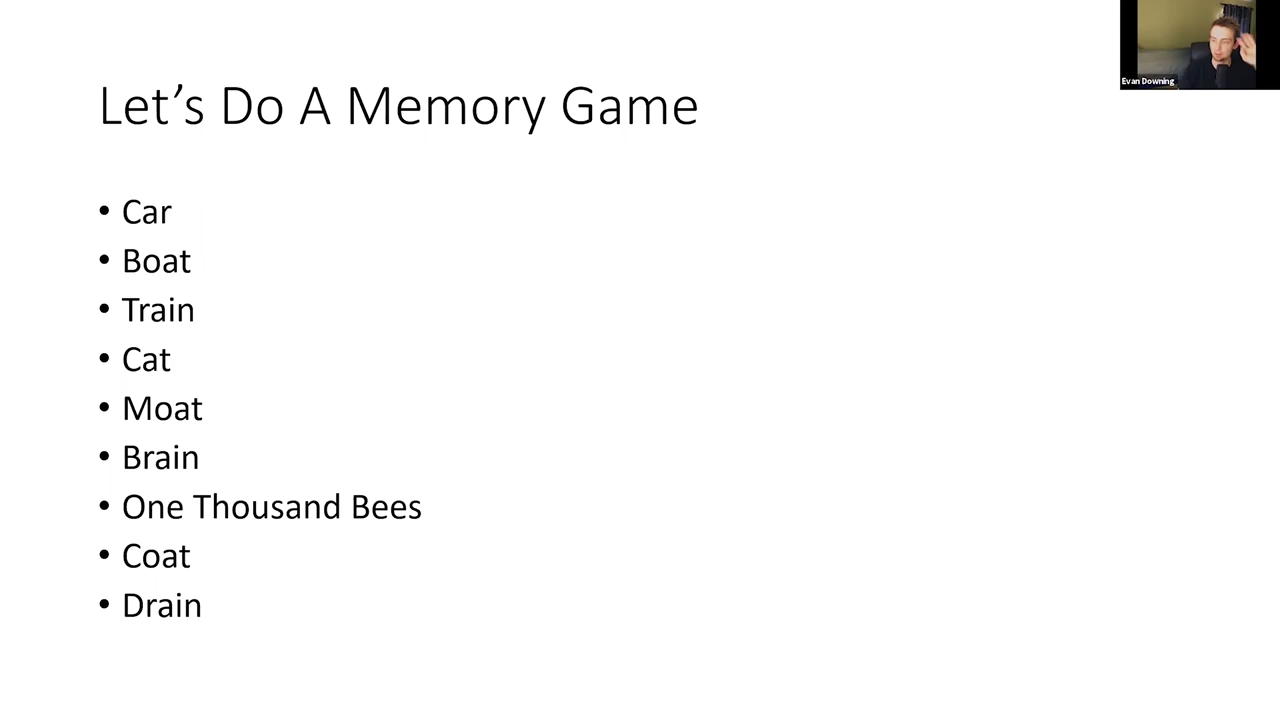 Evan Downing
Let’s Do A Memory Game
• Car
• Boat
• Train
• Cat
• Moat
• Brain
• One Thousand Bees
• Coat
• Drain